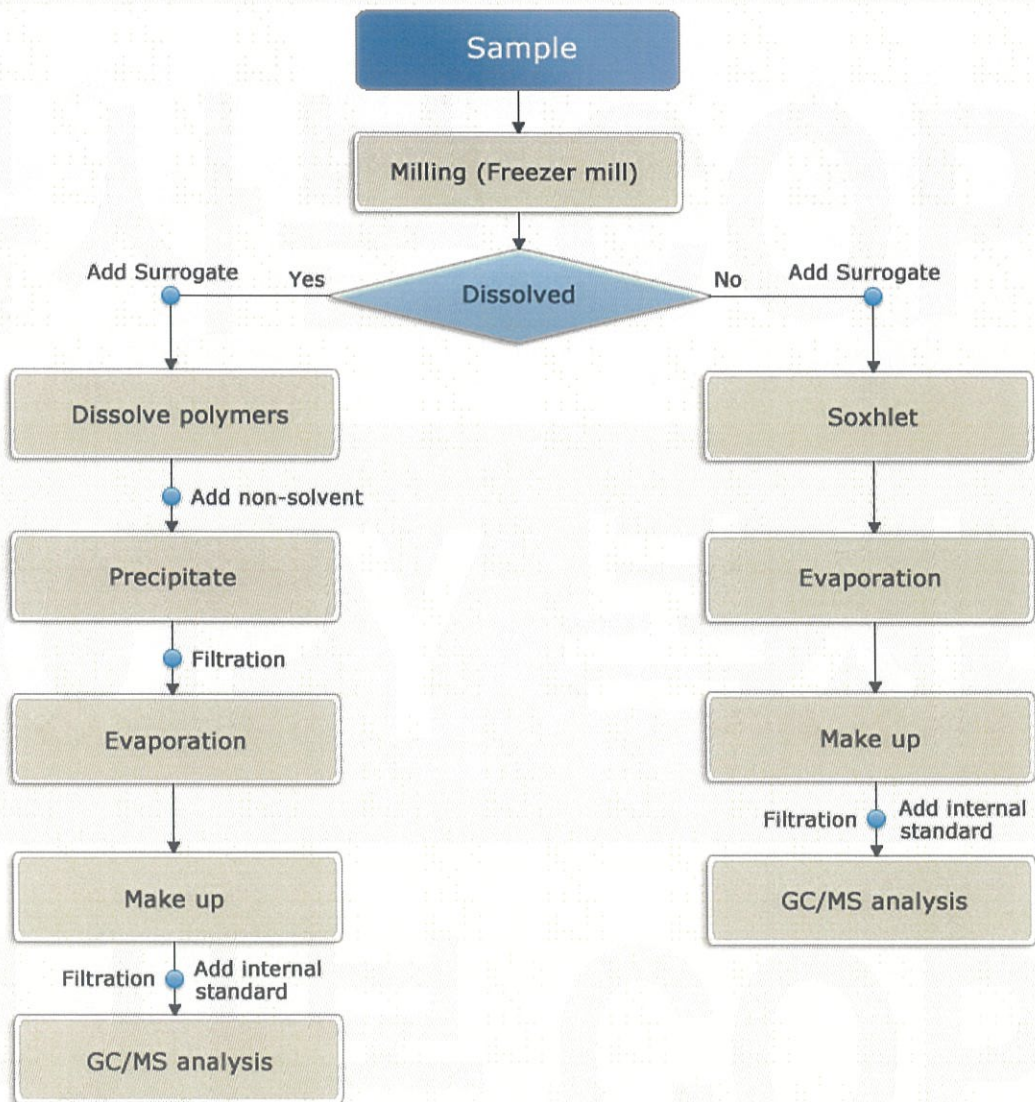 Sample
Milling (Freezer mill)
Dissolved
Yes
Add Surrogate
Dissolve polymers
Add non-solvent
Precipitate
Filtration
Evaporation
Make up
Filtration
Add internal
standard
GC/MS analysis
No
Add Surrogate
Soxhlet
Evaporation
Make up
Filtration
Add internal
standard
GC/MS analysis